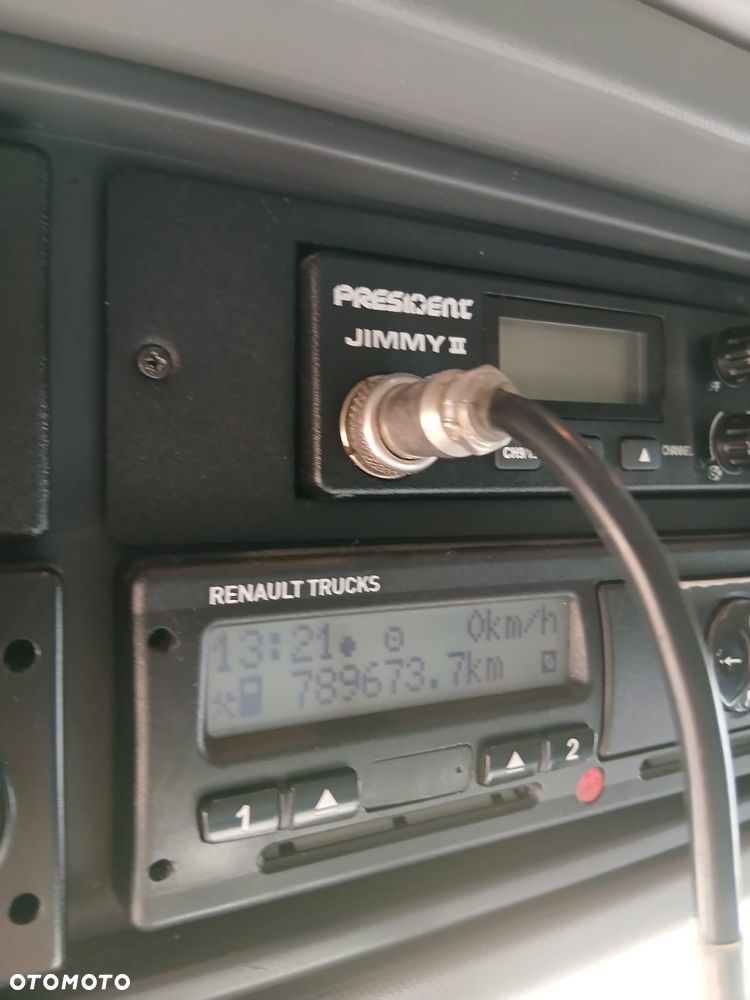 PRESIDENT
JIMMY II
CHANNEL
RENAULT TRUCKS
13:21 0km/h
789673.7km
1
2
OTOMOTO